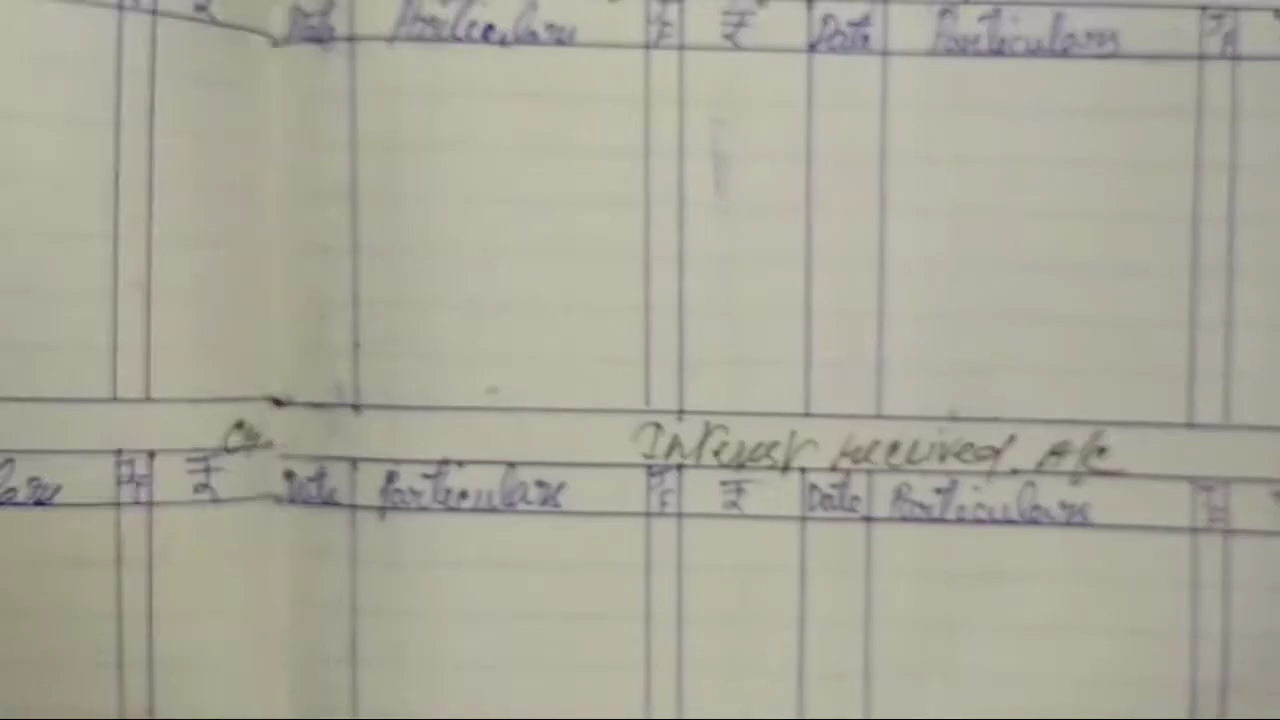 ₹ Date Particulars J/F ₹ Date Particulars J/F
Cr. Interest received A/c
J/F ₹ Date Particulars J/F ₹ Date Particulars J/F